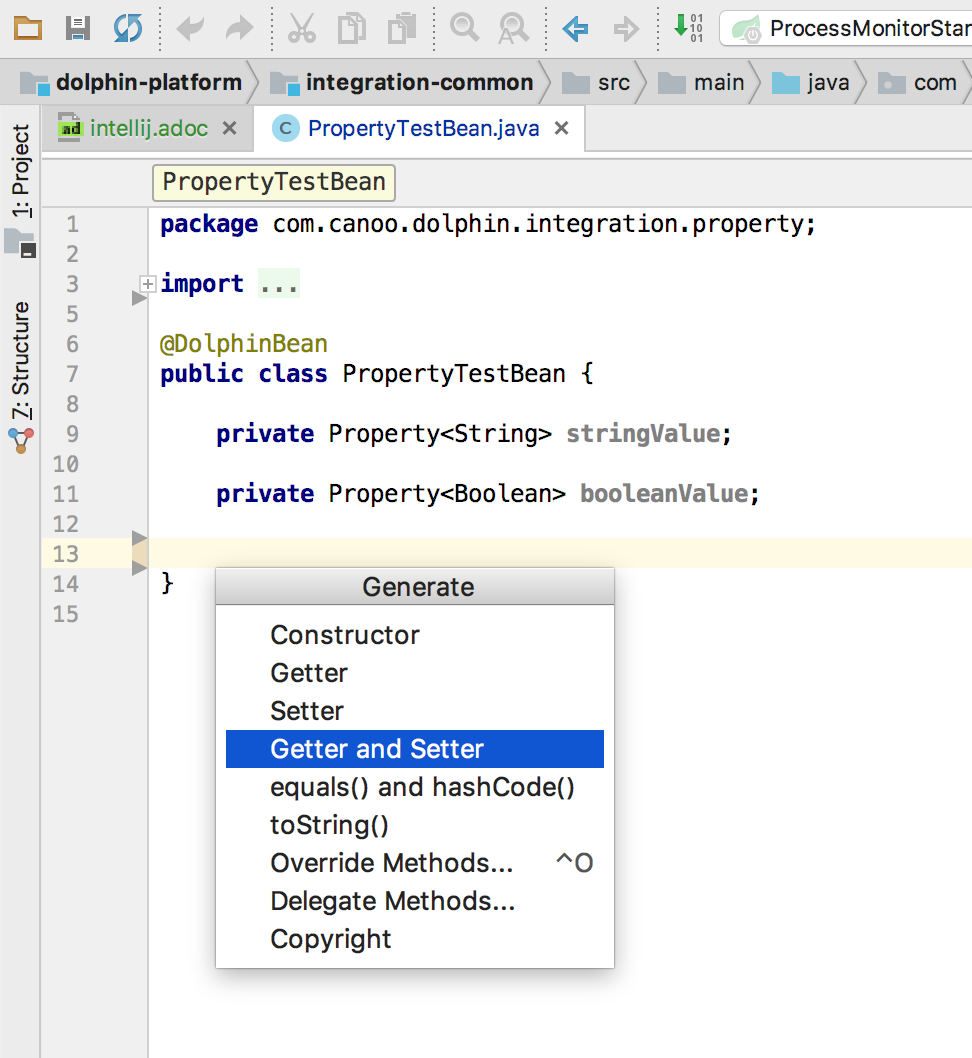 ProcessMonitorStar
dolphin-platform integration-common src main java com
intellij.adoc PropertyTestBean.java
1: Project
7: Structure
PropertyTestBean
1 package com.canoo.dolphin.integration.property;
2
3 import ...
5
6 @DolphinBean
7 public class PropertyTestBean {
8
9 private Property<String> stringValue;
10
11 private Property<Boolean> booleanValue;
12
13
14 }
15
Generate
Constructor
Getter
Setter
Getter and Setter
equals() and hashCode()
toString()
Override Methods... ^O
Delegate Methods...
Copyright